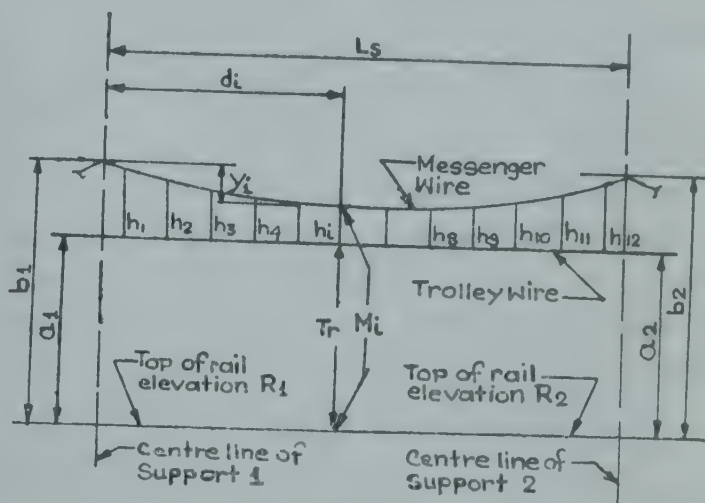 Ls
di
yi
Messenger
Wire
h1 h2 h3 h4 hi h8 h9 h10 h11 h12
b1
a1
Tr
Mi
Trolley Wire
a2
b2
Top of rail
elevation R1
Top of rail
elevation R2
Centre line of
Support 1
Centre line of
Support 2